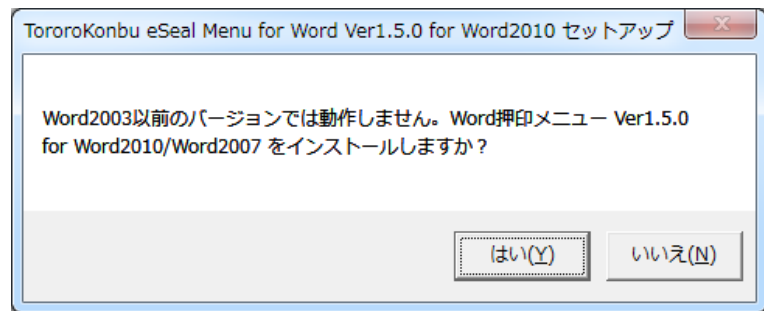 TororoKonbu eSeal Menu for Word Ver1.5.0 for Word2010 セットアップ
Word2003以前のバージョンでは動作しません。Word押印メニュー Ver1.5.0
for Word2010/Word2007 をインストールしますか？
はい(Y) いいえ(N)